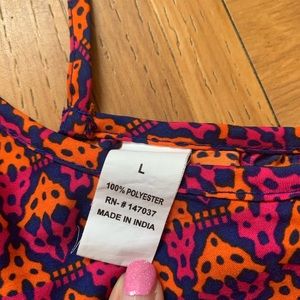 L
100% POLYESTER
RN-# 147037
MADE IN INDIA